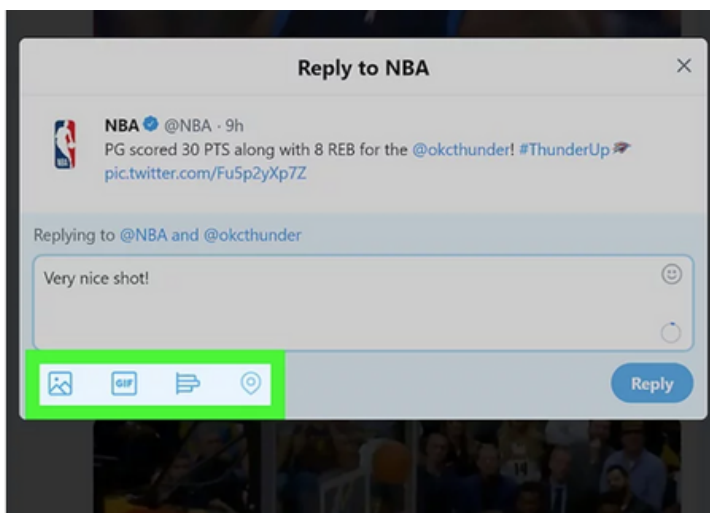 Reply to NBA
NBA @NBA · 9h
PG scored 30 PTS along with 8 REB for the @okcthunder! #ThunderUp
pic.twitter.com/Fu5p2yXp7Z
NBA
Replying to @NBA and @okcthunder
Very nice shot!
GIF
Reply